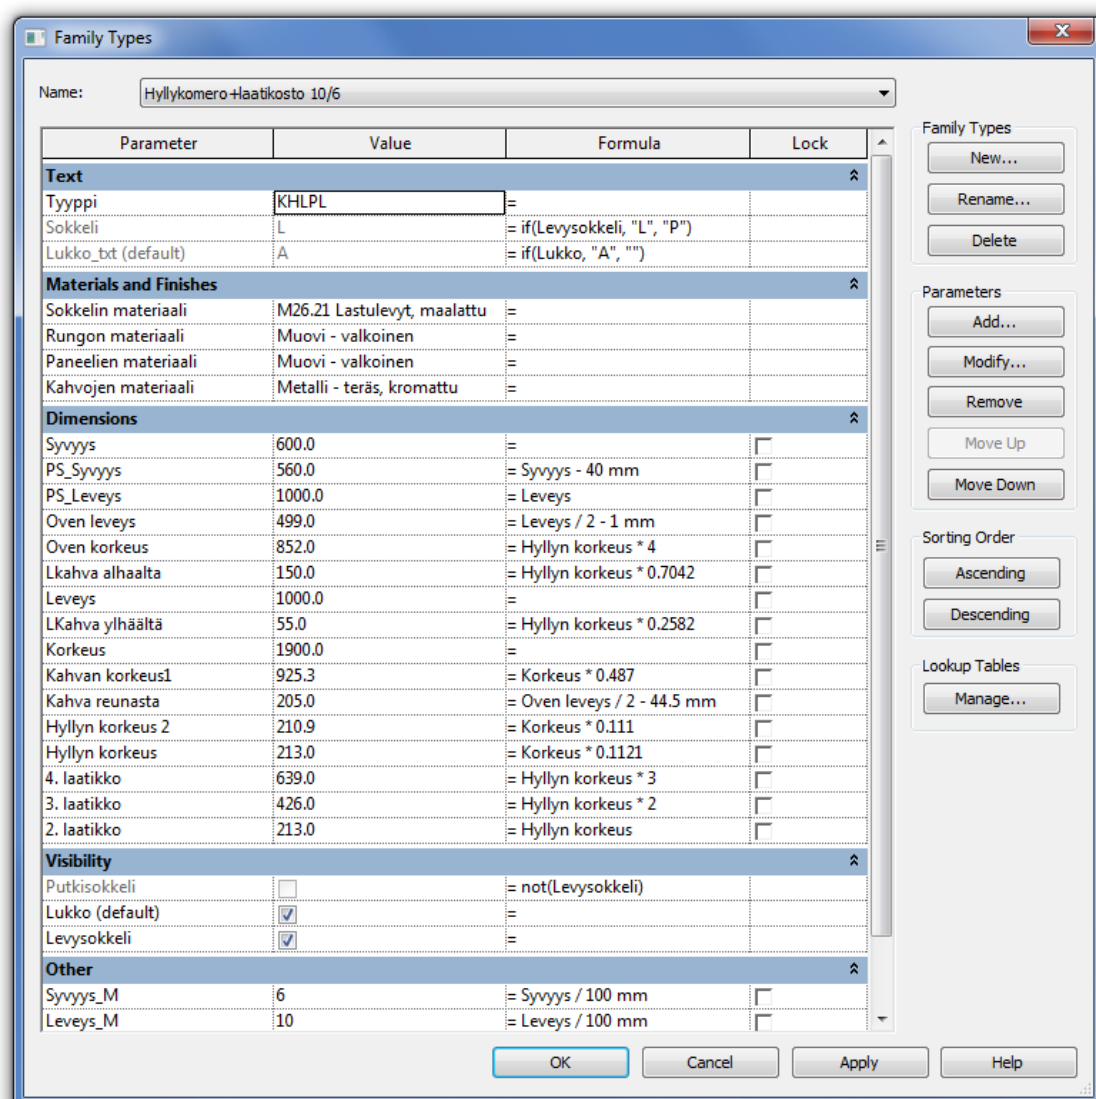 Family Types
Name: Hyllykomero+laatikosto 10/6
Parameter Value Formula Lock
Text
Tyyppi KHLPL =
Sokkeli L = if(Levysokkeli, "L", "P")
Lukko_txt (default) A = if(Lukko, "A", "")
Materials and Finishes
Sokkelin materiaali M26.21 Lastulevyt, maalattu =
Rungon materiaali Muovi - valkoinen =
Paneelien materiaali Muovi - valkoinen =
Kahvojen materiaali Metalli - teräs, kromattu =
Dimensions
Syvyys 600.0 =
PS_Syvyys 560.0 = Syvyys - 40 mm
PS_Leveys 1000.0 = Leveys
Oven leveys 499.0 = Leveys / 2 - 1 mm
Oven korkeus 852.0 = Hyllyn korkeus * 4
Lkahva alhaalta 150.0 = Hyllyn korkeus * 0.7042
Leveys 1000.0 =
LKahva ylhäältä 55.0 = Hyllyn korkeus * 0.2582
Korkeus 1900.0 =
Kahvan korkeus1 925.3 = Korkeus * 0.487
Kahva reunasta 205.0 = Oven leveys / 2 - 44.5 mm
Hyllyn korkeus 2 210.9 = Korkeus * 0.111
Hyllyn korkeus 213.0 = Korkeus * 0.1121
4. laatikko 639.0 = Hyllyn korkeus * 3
3. laatikko 426.0 = Hyllyn korkeus * 2
2. laatikko 213.0 = Hyllyn korkeus
Visibility
Putkisokkeli = not(Levysokkeli)
Lukko (default) =
Levysokkeli =
Other
Syvyys_M 6 = Syvyys / 100 mm
Leveys_M 10 = Leveys / 100 mm
Family Types
New...
Rename...
Delete
Parameters
Add...
Modify...
Remove
Move Up
Move Down
Sorting Order
Ascending
Descending
Lookup Tables
Manage...
OK Cancel Apply Help